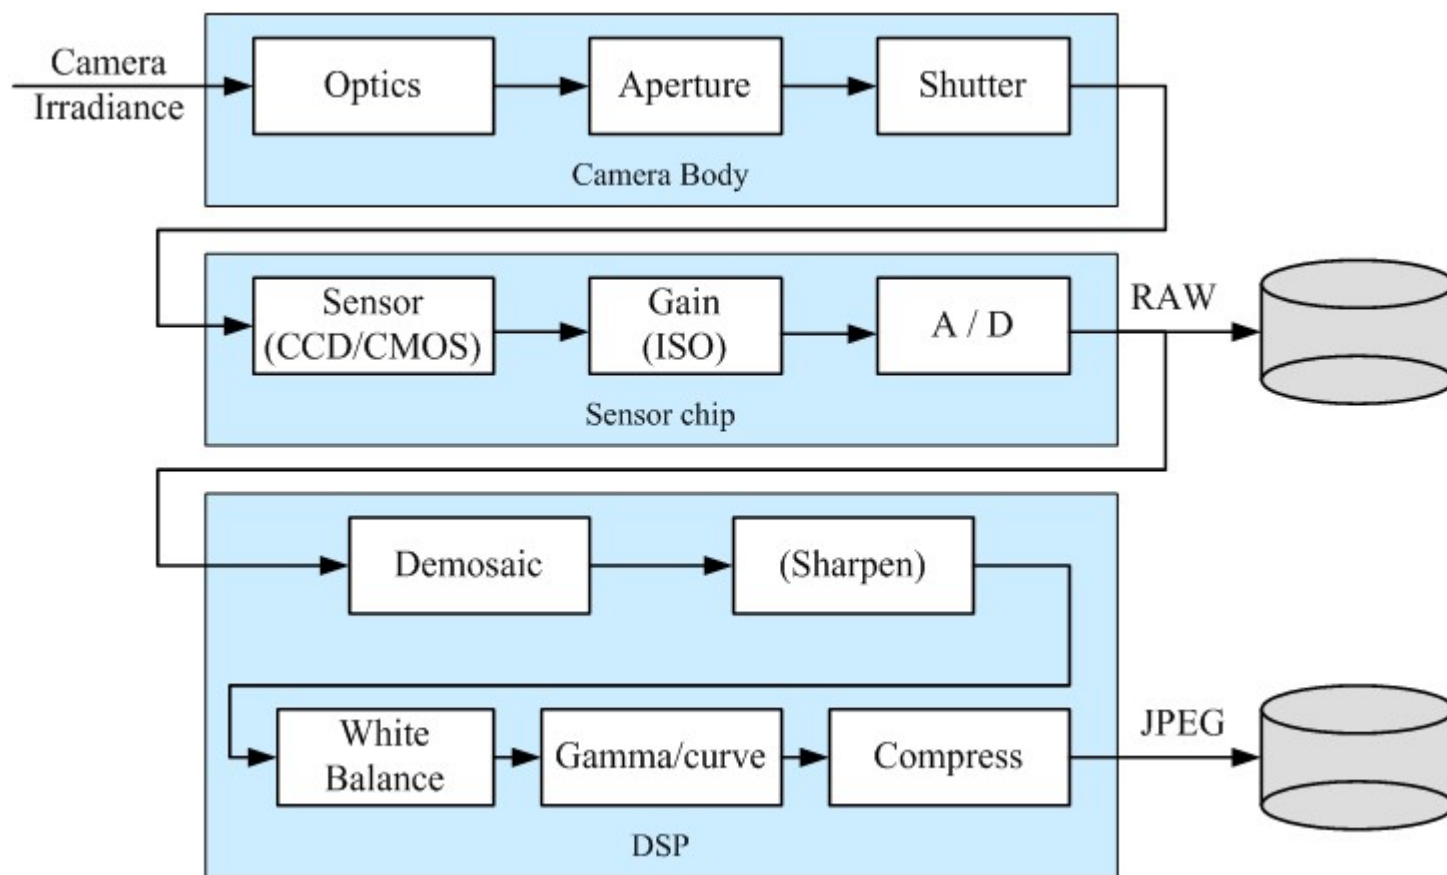 Camera
Irradiance
Optics
Aperture
Shutter
Camera Body
Sensor
(CCD/CMOS)
Gain
(ISO)
A / D
RAW
Sensor chip
Demosaic
(Sharpen)
White
Balance
Gamma/curve
Compress
JPEG
DSP